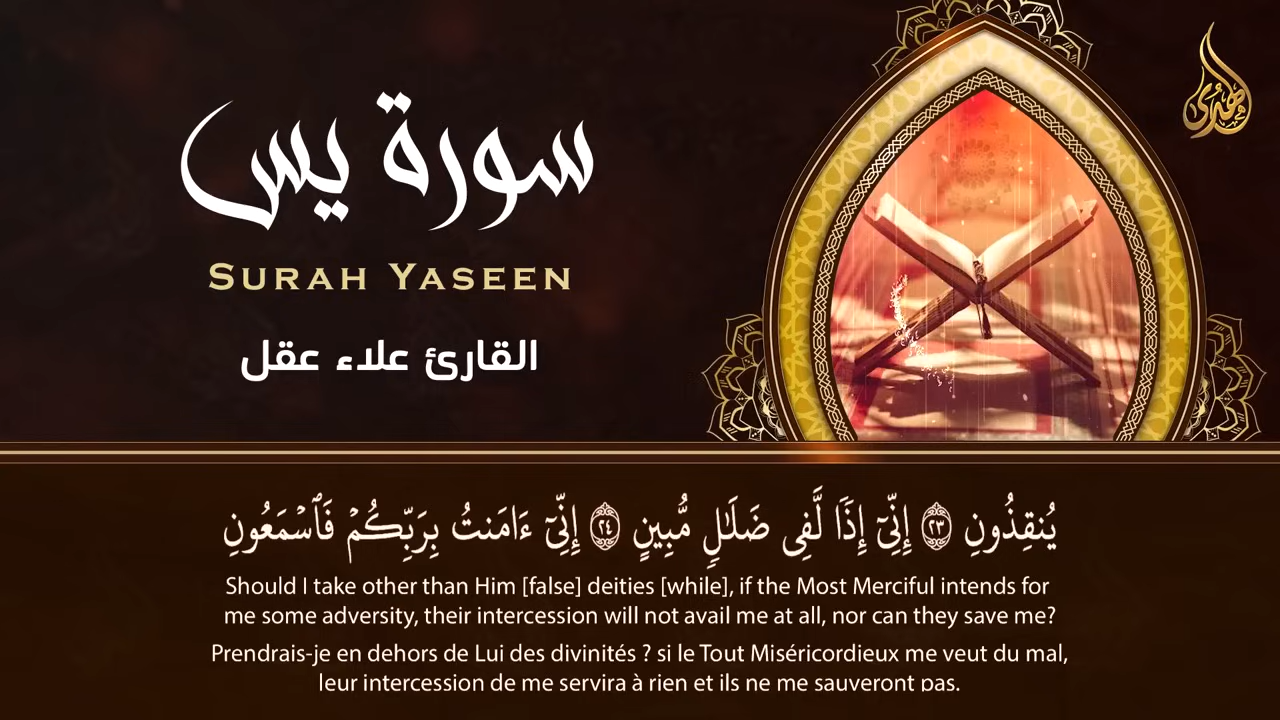 سورة يس
SURAH YASEEN
القارئ علاء عقل
الهدى
يُنقِذُونِ ٢٣ إِنِّىٓ إِذًا لَّفِى ضَلَـٰلٍ مُّبِينٍ ٢٤ إِنِّىٓ ءَامَنتُ بِرَبِّكُمْ فَٱسْمَعُونِ
Should I take other than Him [false] deities [while], if the Most Merciful intends for
me some adversity, their intercession will not avail me at all, nor can they save me?
Prendrais-je en dehors de Lui des divinités ? si le Tout Miséricordieux me veut du mal,
leur intercession de me servira à rien et ils ne me sauveront pas.